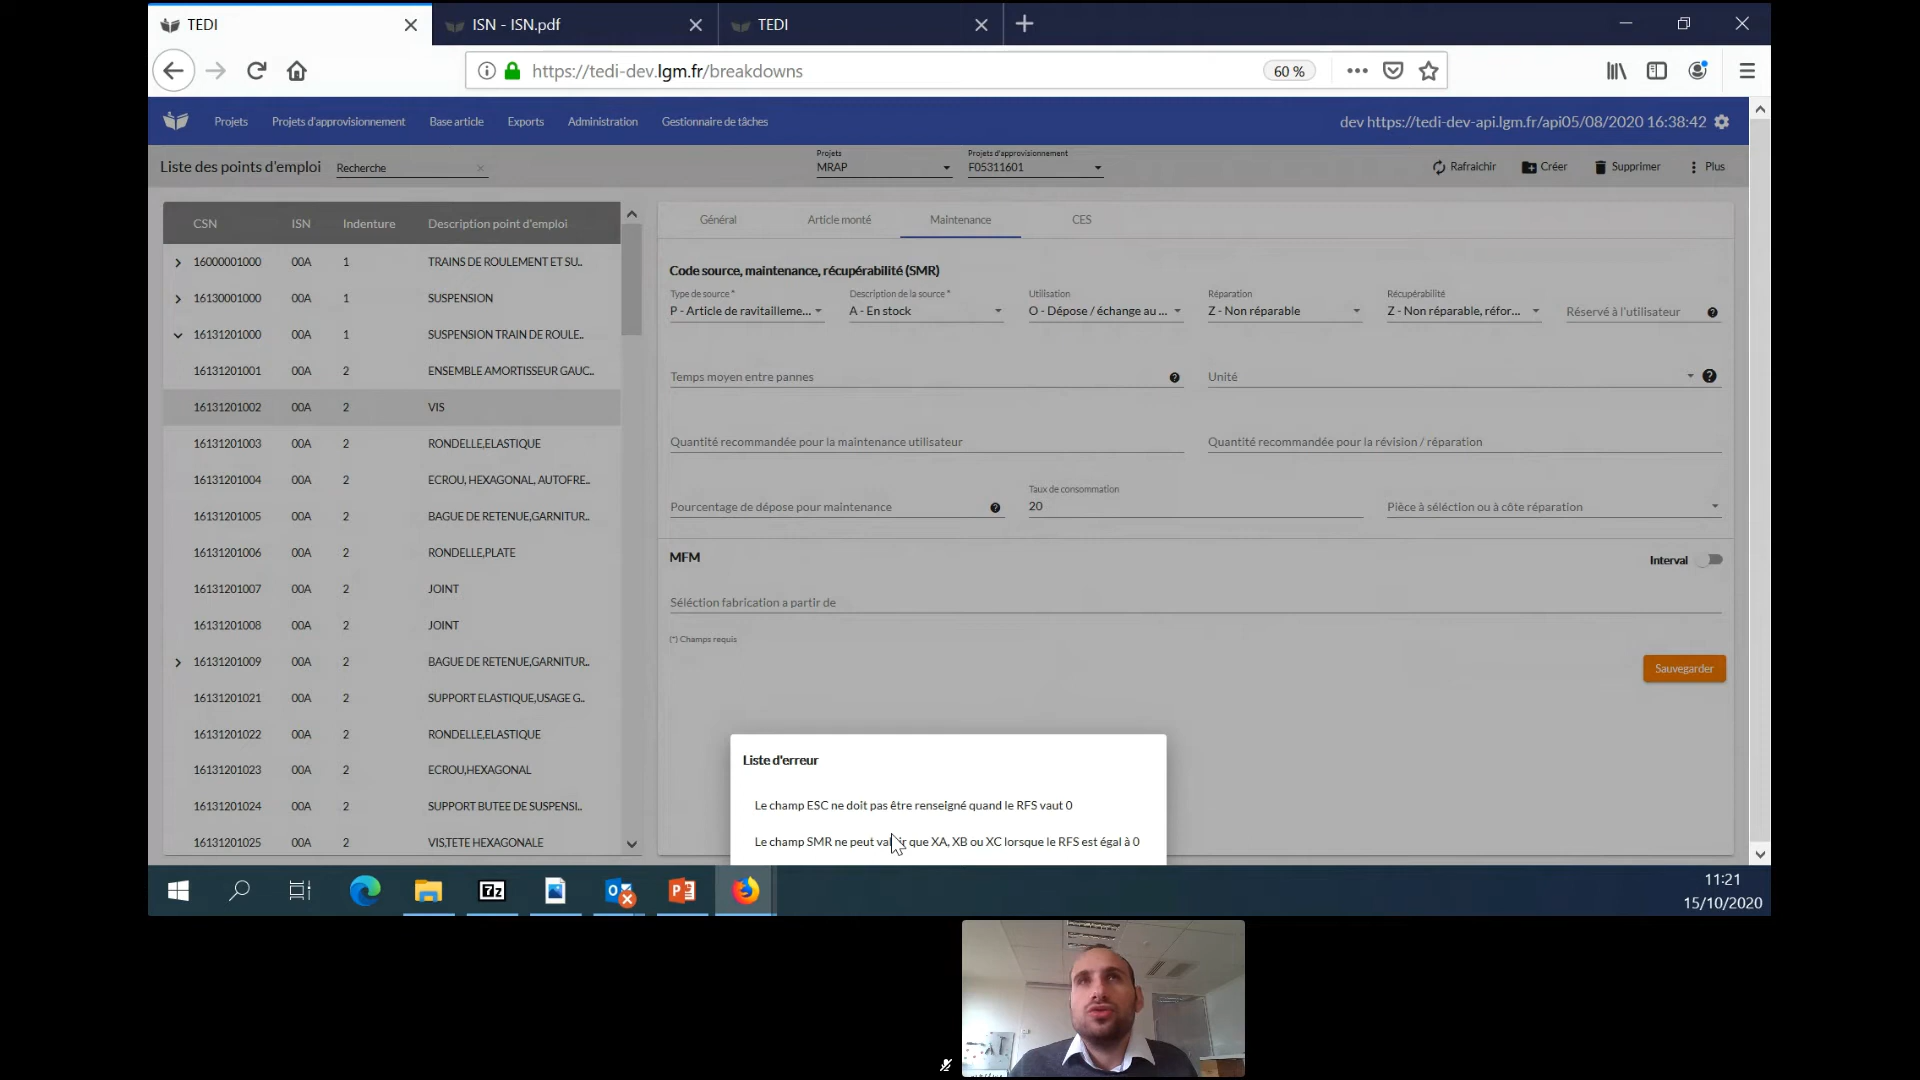 TEDI
ISN - ISN.pdf
TEDI
https://tedi-dev.lgm.fr/breakdowns
60 %
Projets
Projets d'approvisionnement
Base article
Exports
Administration
Gestionnaire de tâches
dev https://tedi-dev-api.lgm.fr/api05/08/2020 16:38:42
Liste des points d'emploi
Recherche
Projets
MRAP
Projets d'approvisionnement
F05311601
Rafraichir
Créer
Supprimer
Plus
CSN ISN Indenture Description point d'emploi
16000001000 00A 1 TRAINS DE ROULEMENT ET SU..
16130001000 00A 1 SUSPENSION
16131201000 00A 1 SUSPENSION TRAIN DE ROULE..
16131201001 00A 2 ENSEMBLE AMORTISSEUR GAUC..
16131201002 00A 2 VIS
16131201003 00A 2 RONDELLE,ELASTIQUE
16131201004 00A 2 ECROU, HEXAGONAL, AUTOFRE..
16131201005 00A 2 BAGUE DE RETENUE,GARNITUR..
16131201006 00A 2 RONDELLE,PLATE
16131201007 00A 2 JOINT
16131201008 00A 2 JOINT
16131201009 00A 2 BAGUE DE RETENUE,GARNITUR..
16131201021 00A 2 SUPPORT ELASTIQUE,USAGE G..
16131201022 00A 2 RONDELLE,ELASTIQUE
16131201023 00A 2 ECROU,HEXAGONAL
16131201024 00A 2 SUPPORT BUTEE DE SUSPENSI..
16131201025 00A 2 VIS,TETE HEXAGONALE
Général
Article monté
Maintenance
CES
Code source, maintenance, récupérabilité (SMR)
Type de source *
P - Article de ravitailleme...
Description de la source *
A - En stock
Utilisation
O - Dépose / échange au ...
Réparation
Z - Non réparable
Récupérabilité
Z - Non réparable, réfor...
Réservé à l'utilisateur
Temps moyen entre pannes
Unité
Quantité recommandée pour la maintenance utilisateur
Quantité recommandée pour la révision / réparation
Pourcentage de dépose pour maintenance
Taux de consommation
20
Pièce à séléction ou à côte réparation
MFM
Interval
Séléction fabrication a partir de
(*) Champs requis
Sauvegarder
Liste d'erreur
Le champ ESC ne doit pas être renseigné quand le RFS vaut 0
Le champ SMR ne peut valoir que XA, XB ou XC lorsque le RFS est égal à 0
11:21
15/10/2020